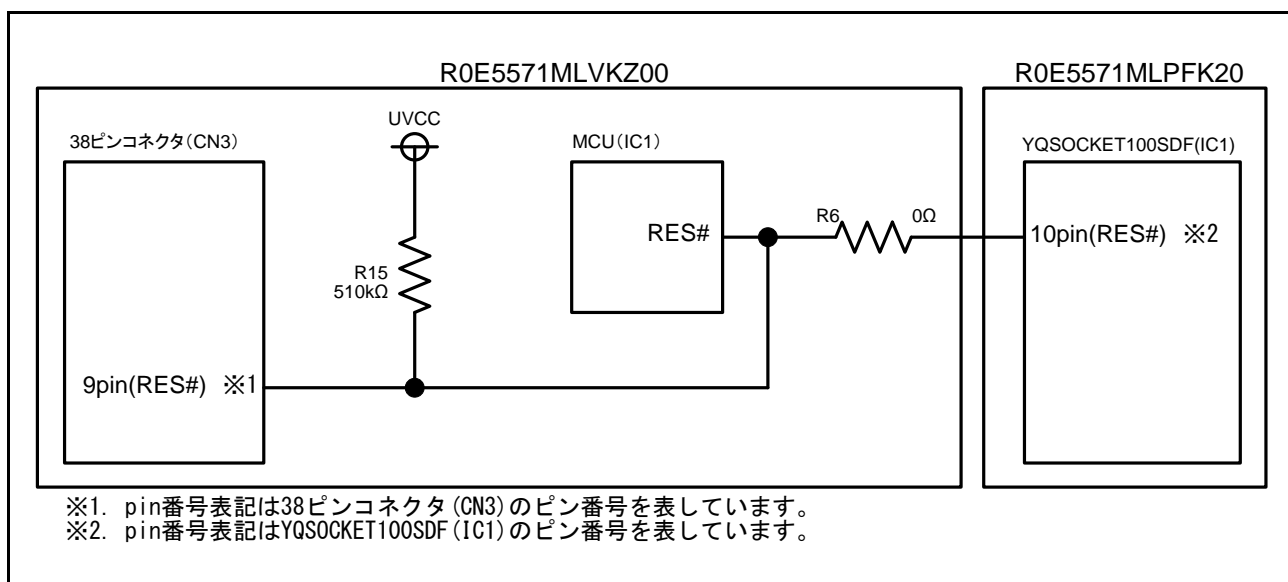 R0E5571MLVKZ00
R0E5571MLPFK20
38ピンコネクタ(CN3)
UVCC
MCU(IC1)
YQSOCKET100SDF(IC1)
RES#
R6
0Ω
10pin(RES#) ※2
R15
510kΩ
9pin(RES#) ※1
※1. pin番号表記は38ピンコネクタ(CN3)のピン番号を表しています。
※2. pin番号表記はYQSOCKET100SDF(IC1)のピン番号を表しています。